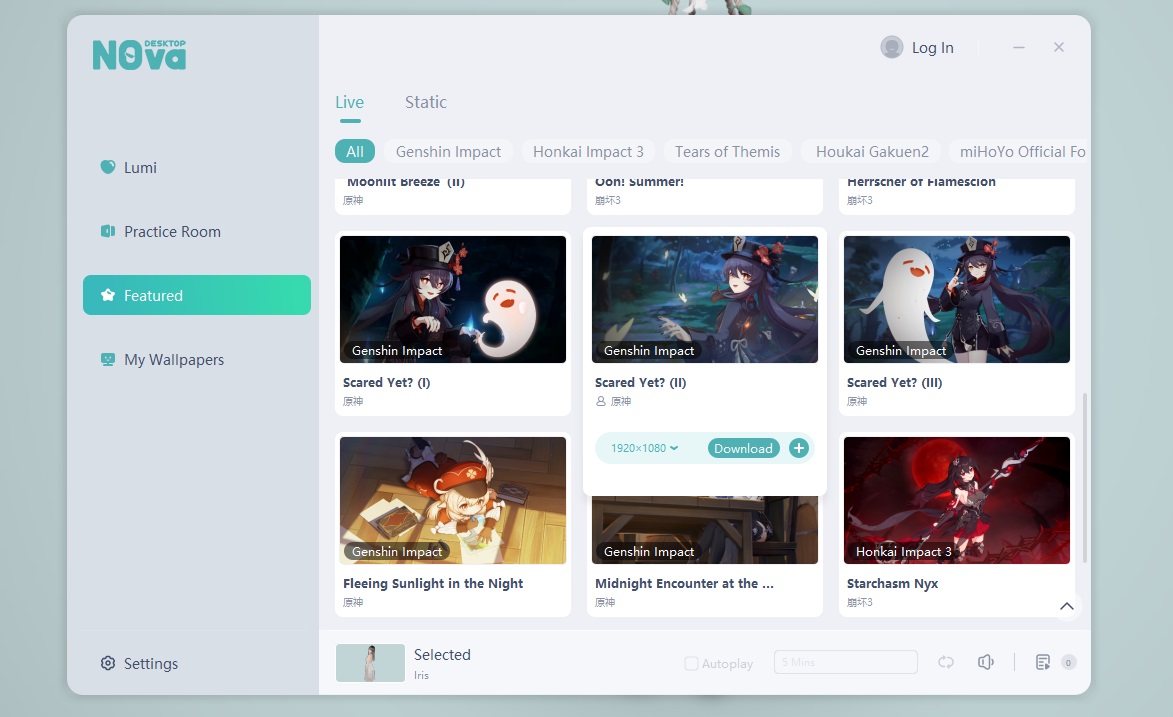 N0va DESKTOP
Log In
Lumi
Practice Room
Featured
My Wallpapers
Settings
Live
Static
All
Genshin Impact
Honkai Impact 3
Tears of Themis
Houkai Gakuen2
miHoYo Official Fo
Moonlit Breeze (II)
原神
Ooh! Summer!
崩坏3
Herrscher of Flamescion
崩坏3
Genshin Impact
Scared Yet? (I)
原神
Genshin Impact
Scared Yet? (II)
原神
1920×1080
Download
Genshin Impact
Scared Yet? (III)
原神
Genshin Impact
Fleeing Sunlight in the Night
原神
Genshin Impact
Midnight Encounter at the ...
原神
Honkai Impact 3
Starchasm Nyx
崩坏3
Selected
Iris
Autoplay
5 Mins
0